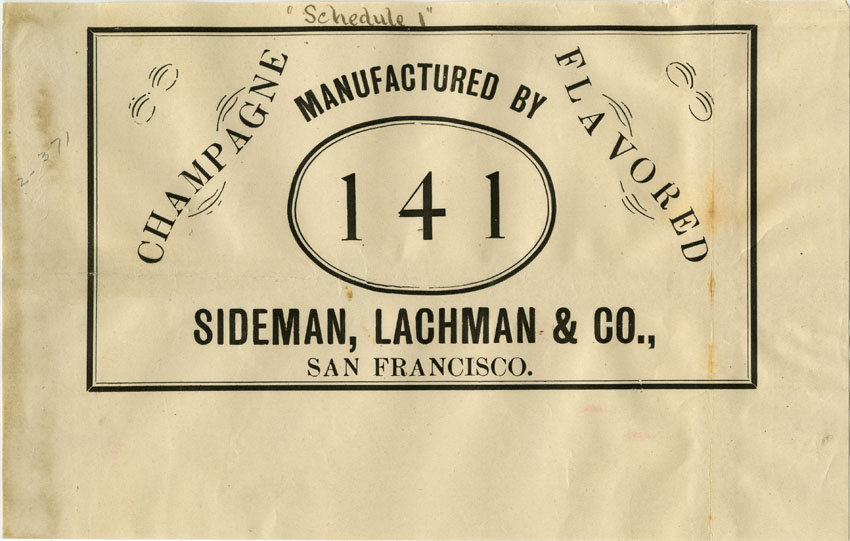 "Schedule 1"
CHAMPAGNE FLAVORED
MANUFACTURED BY
141
SIDEMAN, LACHMAN & CO.,
SAN FRANCISCO.
2-371